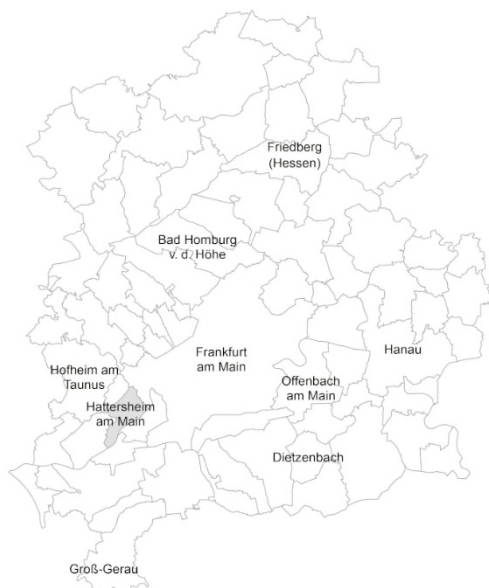 Friedberg
(Hessen)
Bad Homburg
v. d. Höhe
Frankfurt
am Main
Hanau
Hofheim am
Taunus
Offenbach
am Main
Hattersheim
am Main
Dietzenbach
Groß-Gerau